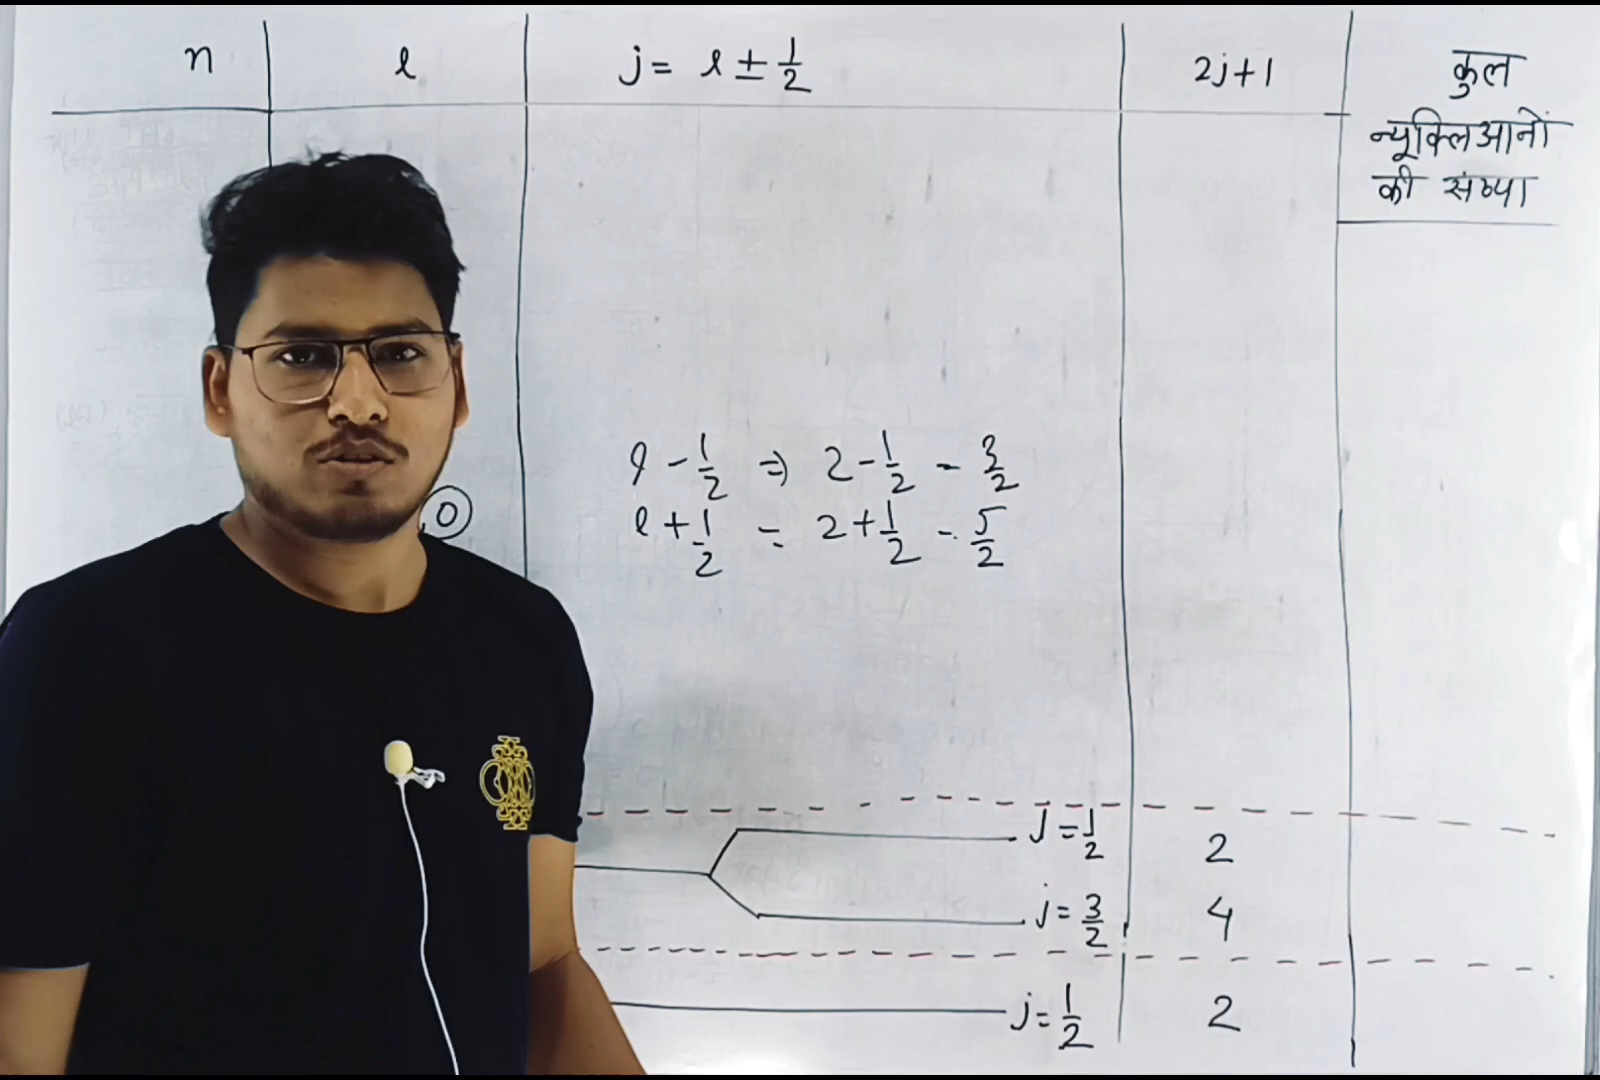 n l j = l ± 1/2 2j+1 कुल
न्यूक्लिआनों
की संख्या
l - 1/2 ⇒ 2 - 1/2 - 3/2
0
l + 1/2 = 2 + 1/2 - 5/2
j = 1/2 2
j = 3/2 4
j = 1/2 2